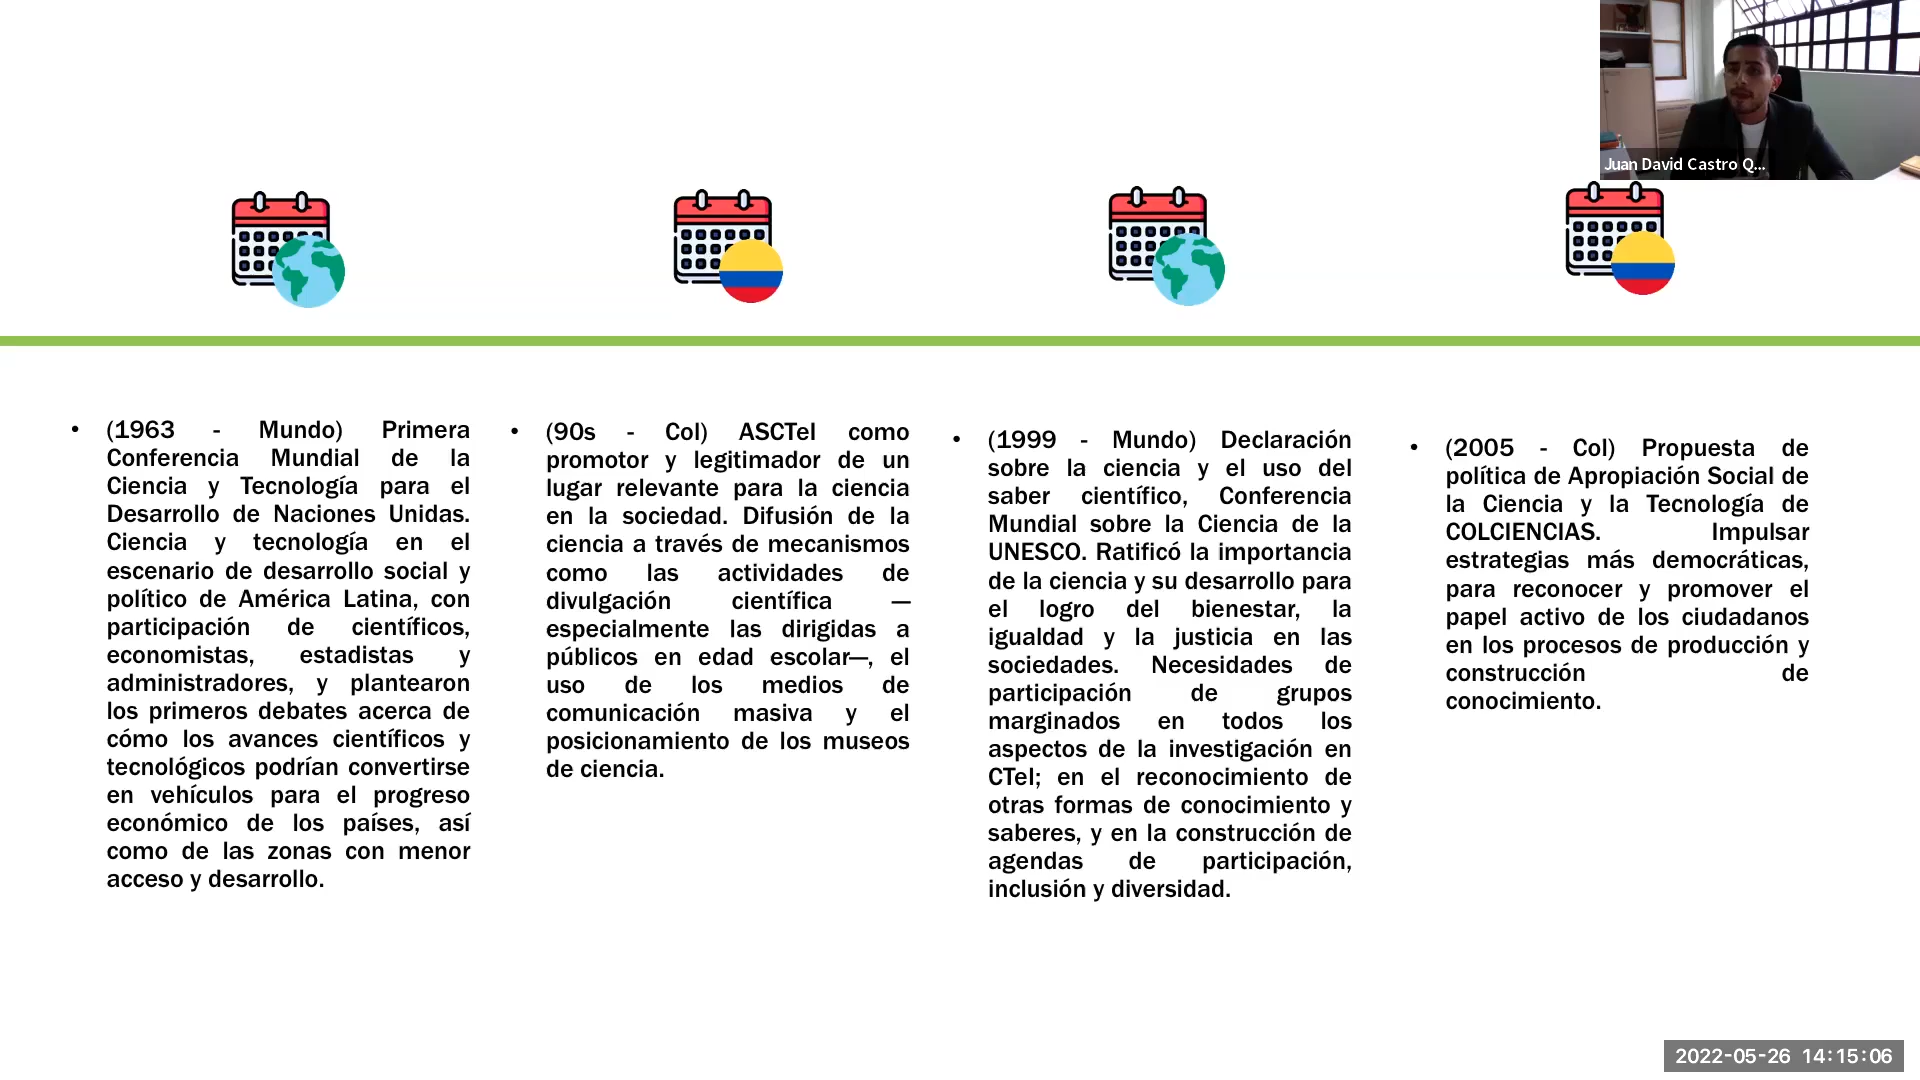 Juan David Castro Q...
• (1963 - Mundo) Primera
Conferencia Mundial de la
Ciencia y Tecnología para el
Desarrollo de Naciones Unidas.
Ciencia y tecnología en el
escenario de desarrollo social y
político de América Latina, con
participación de científicos,
economistas, estadistas y
administradores, y plantearon
los primeros debates acerca de
cómo los avances científicos y
tecnológicos podrían convertirse
en vehículos para el progreso
económico de los países, así
como de las zonas con menor
acceso y desarrollo.
• (90s - Col) ASCTeI como
promotor y legitimador de un
lugar relevante para la ciencia
en la sociedad. Difusión de la
ciencia a través de mecanismos
como las actividades de
divulgación científica —
especialmente las dirigidas a
públicos en edad escolar—, el
uso de los medios de
comunicación masiva y el
posicionamiento de los museos
de ciencia.
• (1999 - Mundo) Declaración
sobre la ciencia y el uso del
saber científico, Conferencia
Mundial sobre la Ciencia de la
UNESCO. Ratificó la importancia
de la ciencia y su desarrollo para
el logro del bienestar, la
igualdad y la justicia en las
sociedades. Necesidades de
participación de grupos
marginados en todos los
aspectos de la investigación en
CTeI; en el reconocimiento de
otras formas de conocimiento y
saberes, y en la construcción de
agendas de participación,
inclusión y diversidad.
• (2005 - Col) Propuesta de
política de Apropiación Social de
la Ciencia y la Tecnología de
COLCIENCIAS. Impulsar
estrategias más democráticas,
para reconocer y promover el
papel activo de los ciudadanos
en los procesos de producción y
construcción de
conocimiento.
2022-05-26 14:15:06